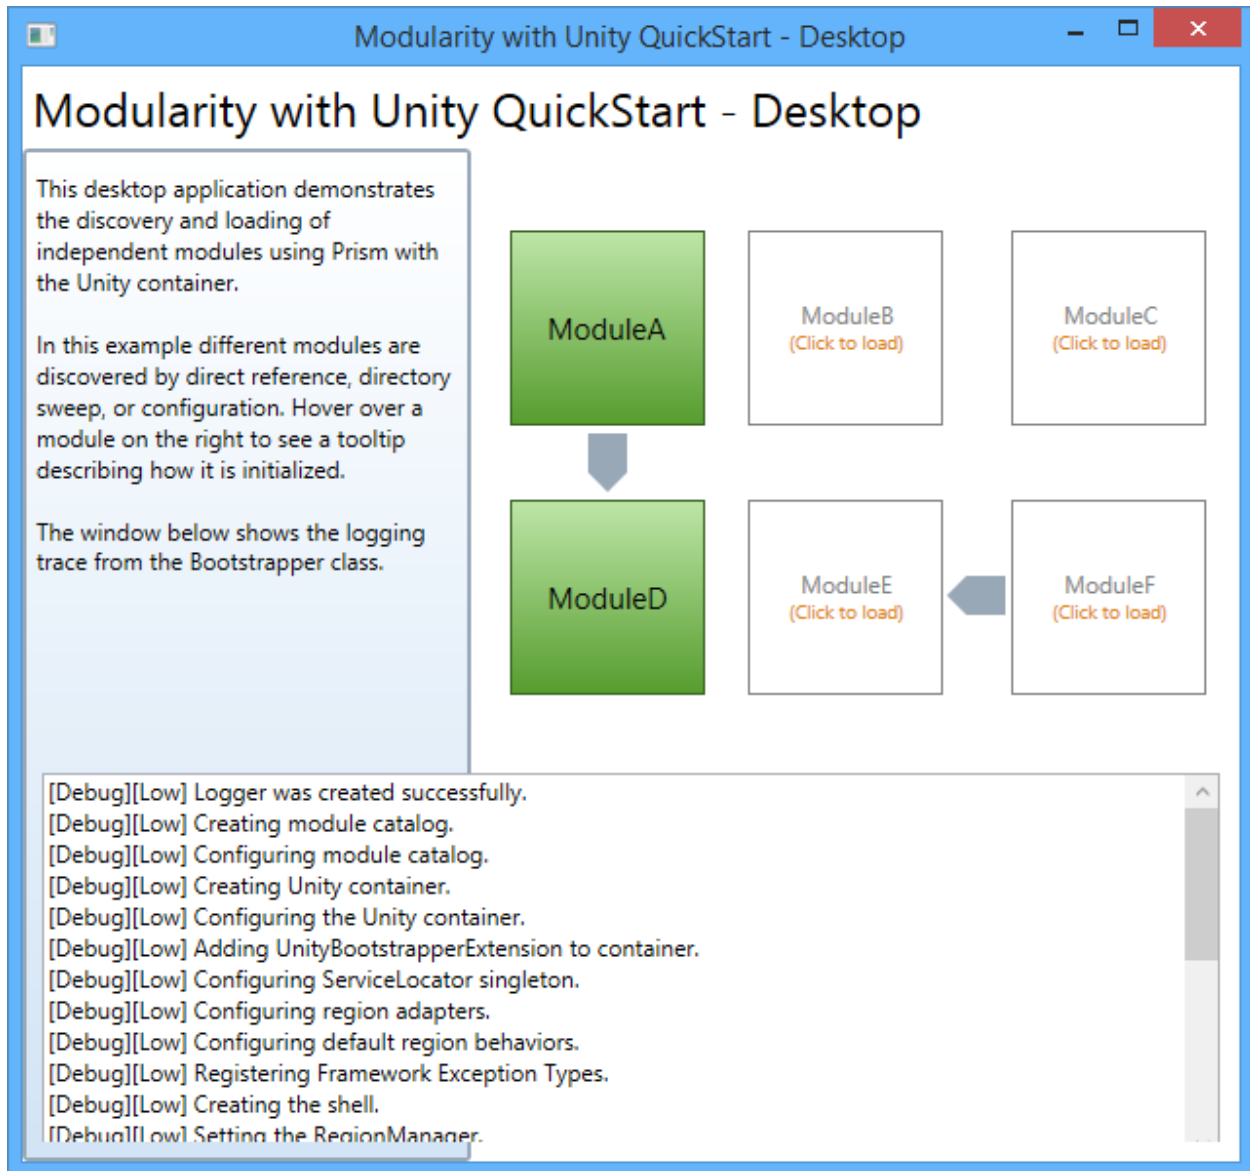 Modularity with Unity QuickStart - Desktop
Modularity with Unity QuickStart - Desktop
This desktop application demonstrates
the discovery and loading of
independent modules using Prism with
the Unity container.
In this example different modules are
discovered by direct reference, directory
sweep, or configuration. Hover over a
module on the right to see a tooltip
describing how it is initialized.
The window below shows the logging
trace from the Bootstrapper class.
ModuleA
ModuleB
(Click to load)
ModuleC
(Click to load)
ModuleD
ModuleE
(Click to load)
ModuleF
(Click to load)
[Debug][Low] Logger was created successfully.
[Debug][Low] Creating module catalog.
[Debug][Low] Configuring module catalog.
[Debug][Low] Creating Unity container.
[Debug][Low] Configuring the Unity container.
[Debug][Low] Adding UnityBootstrapperExtension to container.
[Debug][Low] Configuring ServiceLocator singleton.
[Debug][Low] Configuring region adapters.
[Debug][Low] Configuring default region behaviors.
[Debug][Low] Registering Framework Exception Types.
[Debug][Low] Creating the shell.
[Debug][Low] Setting the RegionManager.